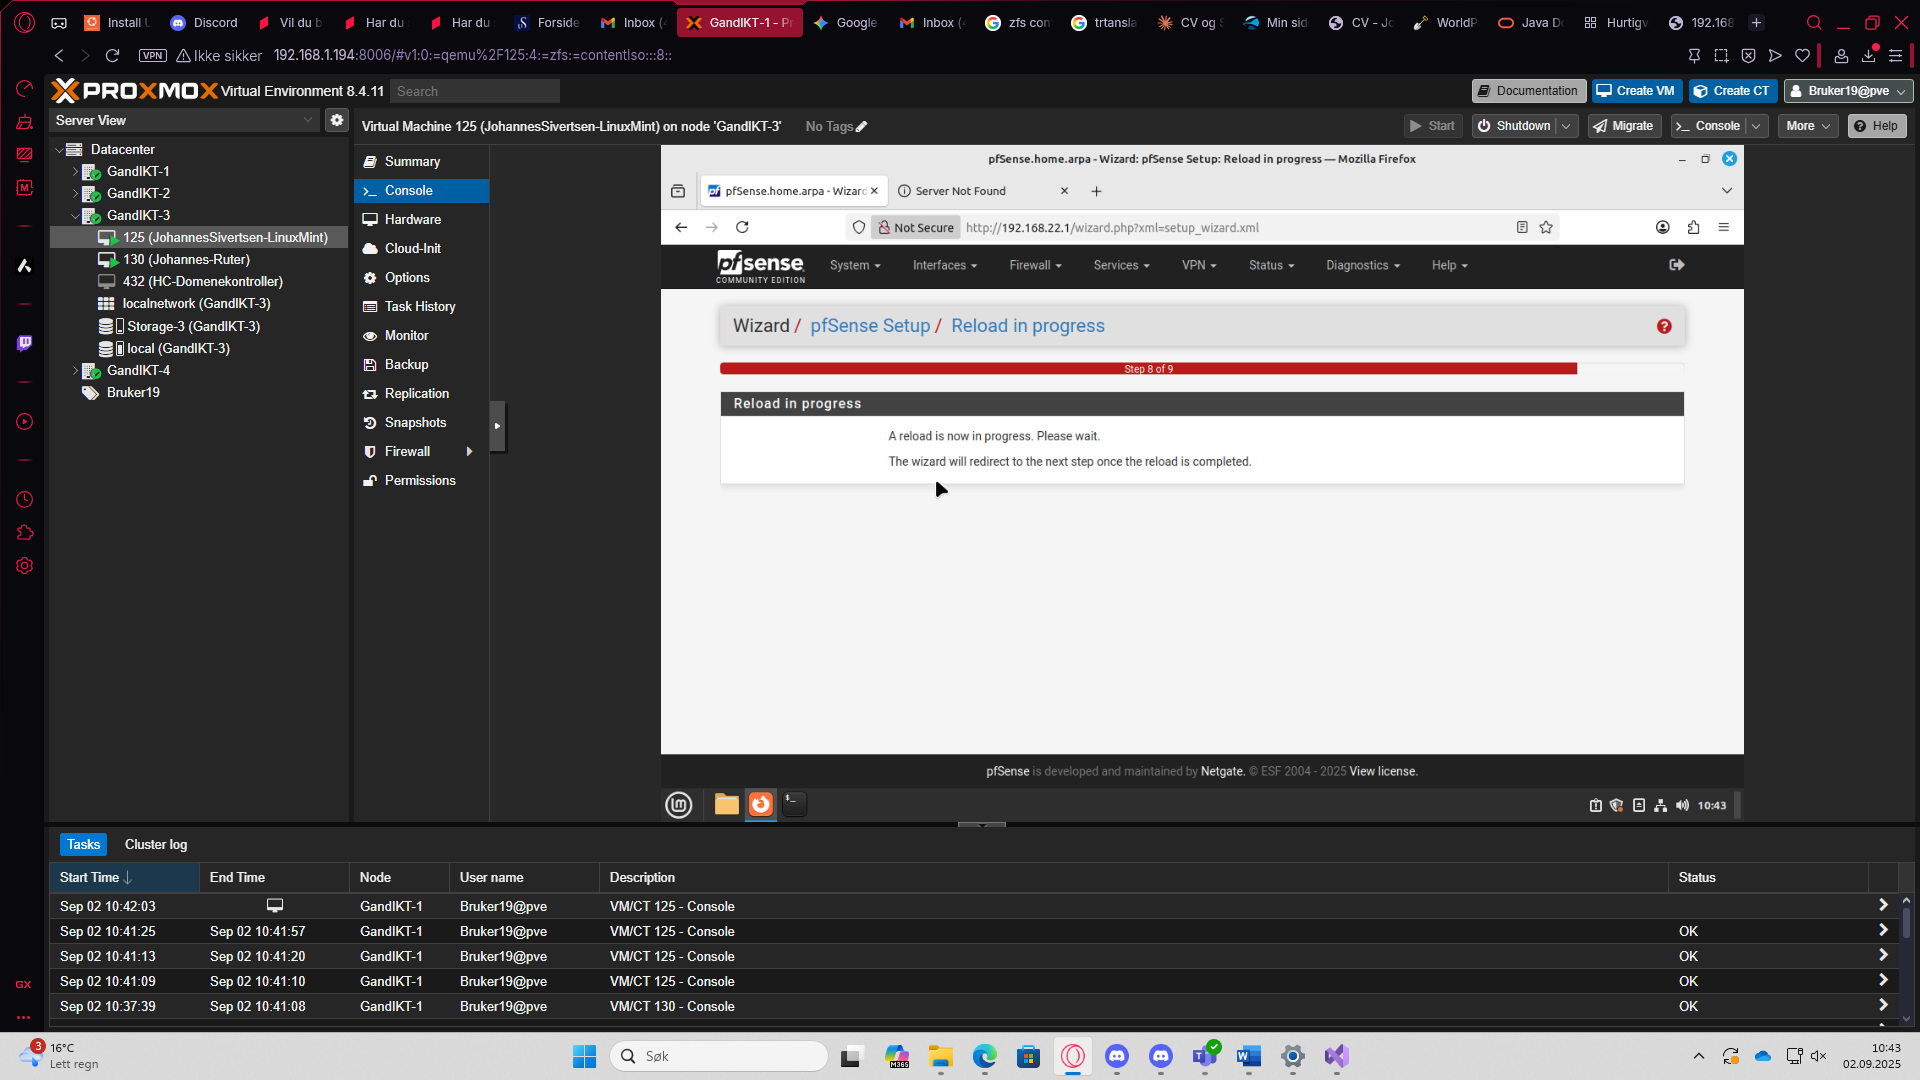 Install U
Discord
Vil du b
Har du
Har du
Forside
Inbox (
GandIKT-1 - Pr
Google
Inbox (4
zfs con
trtansla
CV og S
Min sid
CV - Jo
WorldP
Java D
Hurtigv
192.168
VPN
Ikke sikker
192.168.1.194:8006/#v1:0:=qemu%2F125:4:=zfs:=contentIso:::8::
PROXMOX Virtual Environment 8.4.11
Search
Documentation
Create VM
Create CT
Bruker19@pve
Server View
Virtual Machine 125 (JohannesSivertsen-LinuxMint) on node 'GandIKT-3'
No Tags
Start
Shutdown
Migrate
Console
More
Help
Datacenter
GandIKT-1
GandIKT-2
GandIKT-3
125 (JohannesSivertsen-LinuxMint)
130 (Johannes-Ruter)
432 (HC-Domenekontroller)
localnetwork (GandIKT-3)
Storage-3 (GandIKT-3)
local (GandIKT-3)
GandIKT-4
Bruker19
Summary
Console
Hardware
Cloud-Init
Options
Task History
Monitor
Backup
Replication
Snapshots
Firewall
Permissions
pfSense.home.arpa - Wizard: pfSense Setup: Reload in progress — Mozilla Firefox
pfSense.home.arpa - Wizard
Server Not Found
Not Secure
http://192.168.22.1/wizard.php?xml=setup_wizard.xml
pfsense
COMMUNITY EDITION
System
Interfaces
Firewall
Services
VPN
Status
Diagnostics
Help
Wizard / pfSense Setup / Reload in progress
Step 8 of 9
Reload in progress
A reload is now in progress. Please wait.
The wizard will redirect to the next step once the reload is completed.
pfSense is developed and maintained by Netgate. © ESF 2004 - 2025 View license.
10:43
Tasks
Cluster log
Start Time
End Time
Node
User name
Description
Status
Sep 02 10:42:03 GandIKT-1 Bruker19@pve VM/CT 125 - Console
Sep 02 10:41:25 Sep 02 10:41:57 GandIKT-1 Bruker19@pve VM/CT 125 - Console OK
Sep 02 10:41:13 Sep 02 10:41:20 GandIKT-1 Bruker19@pve VM/CT 125 - Console OK
Sep 02 10:41:09 Sep 02 10:41:10 GandIKT-1 Bruker19@pve VM/CT 125 - Console OK
Sep 02 10:37:39 Sep 02 10:41:08 GandIKT-1 Bruker19@pve VM/CT 130 - Console OK
GX
3
16°C
Lett regn
Søk
M365
10:43
02.09.2025